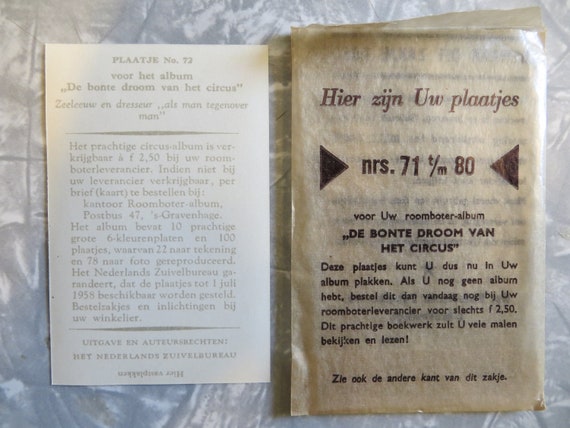 PLAATJE No. 72
voor het album
„De bonte droom van het circus"
Zeeleeuw en dresseur „als man tegenover
man"
Het prachtige circus-album is ver-
krijgbaar à f 2,50 bij uw room-
boterleverancier. Indien niet bij
uw leverancier verkrijgbaar, per
brief (kaart) te bestellen bij:
kantoor Roomboter-album,
Postbus 47, 's-Gravenhage.
Het album bevat 10 prachtige
grote 6-kleurenplaten en 100
plaatjes, waarvan 22 naar tekening
en 78 naar foto gereproduceerd.
Het Nederlands Zuivelbureau ga-
randeert, dat de plaatjes tot 1 juli
1958 beschikbaar worden gesteld.
Bestelzakjes en inlichtingen bij
uw winkelier.
UITGAVE EN AUTEURSRECHTEN:
HET NEDERLANDS ZUIVELBUREAU
Hier vastplakken
Hier zijn Uw plaatjes
nrs. 71 t/m 80
voor Uw roomboter-album
„DE BONTE DROOM VAN
HET CIRCUS"
Deze plaatjes kunt U dus nu In Uw
album plakken. Als U nog geen album
hebt, bestel dit dan vandaag nog bij Uw
roomboterleverancier voor slechts f 2,50.
Dit prachtige boekwerk zult U vele malen
bekijken en lezen!
Zie ook de andere kant van dit zakje.